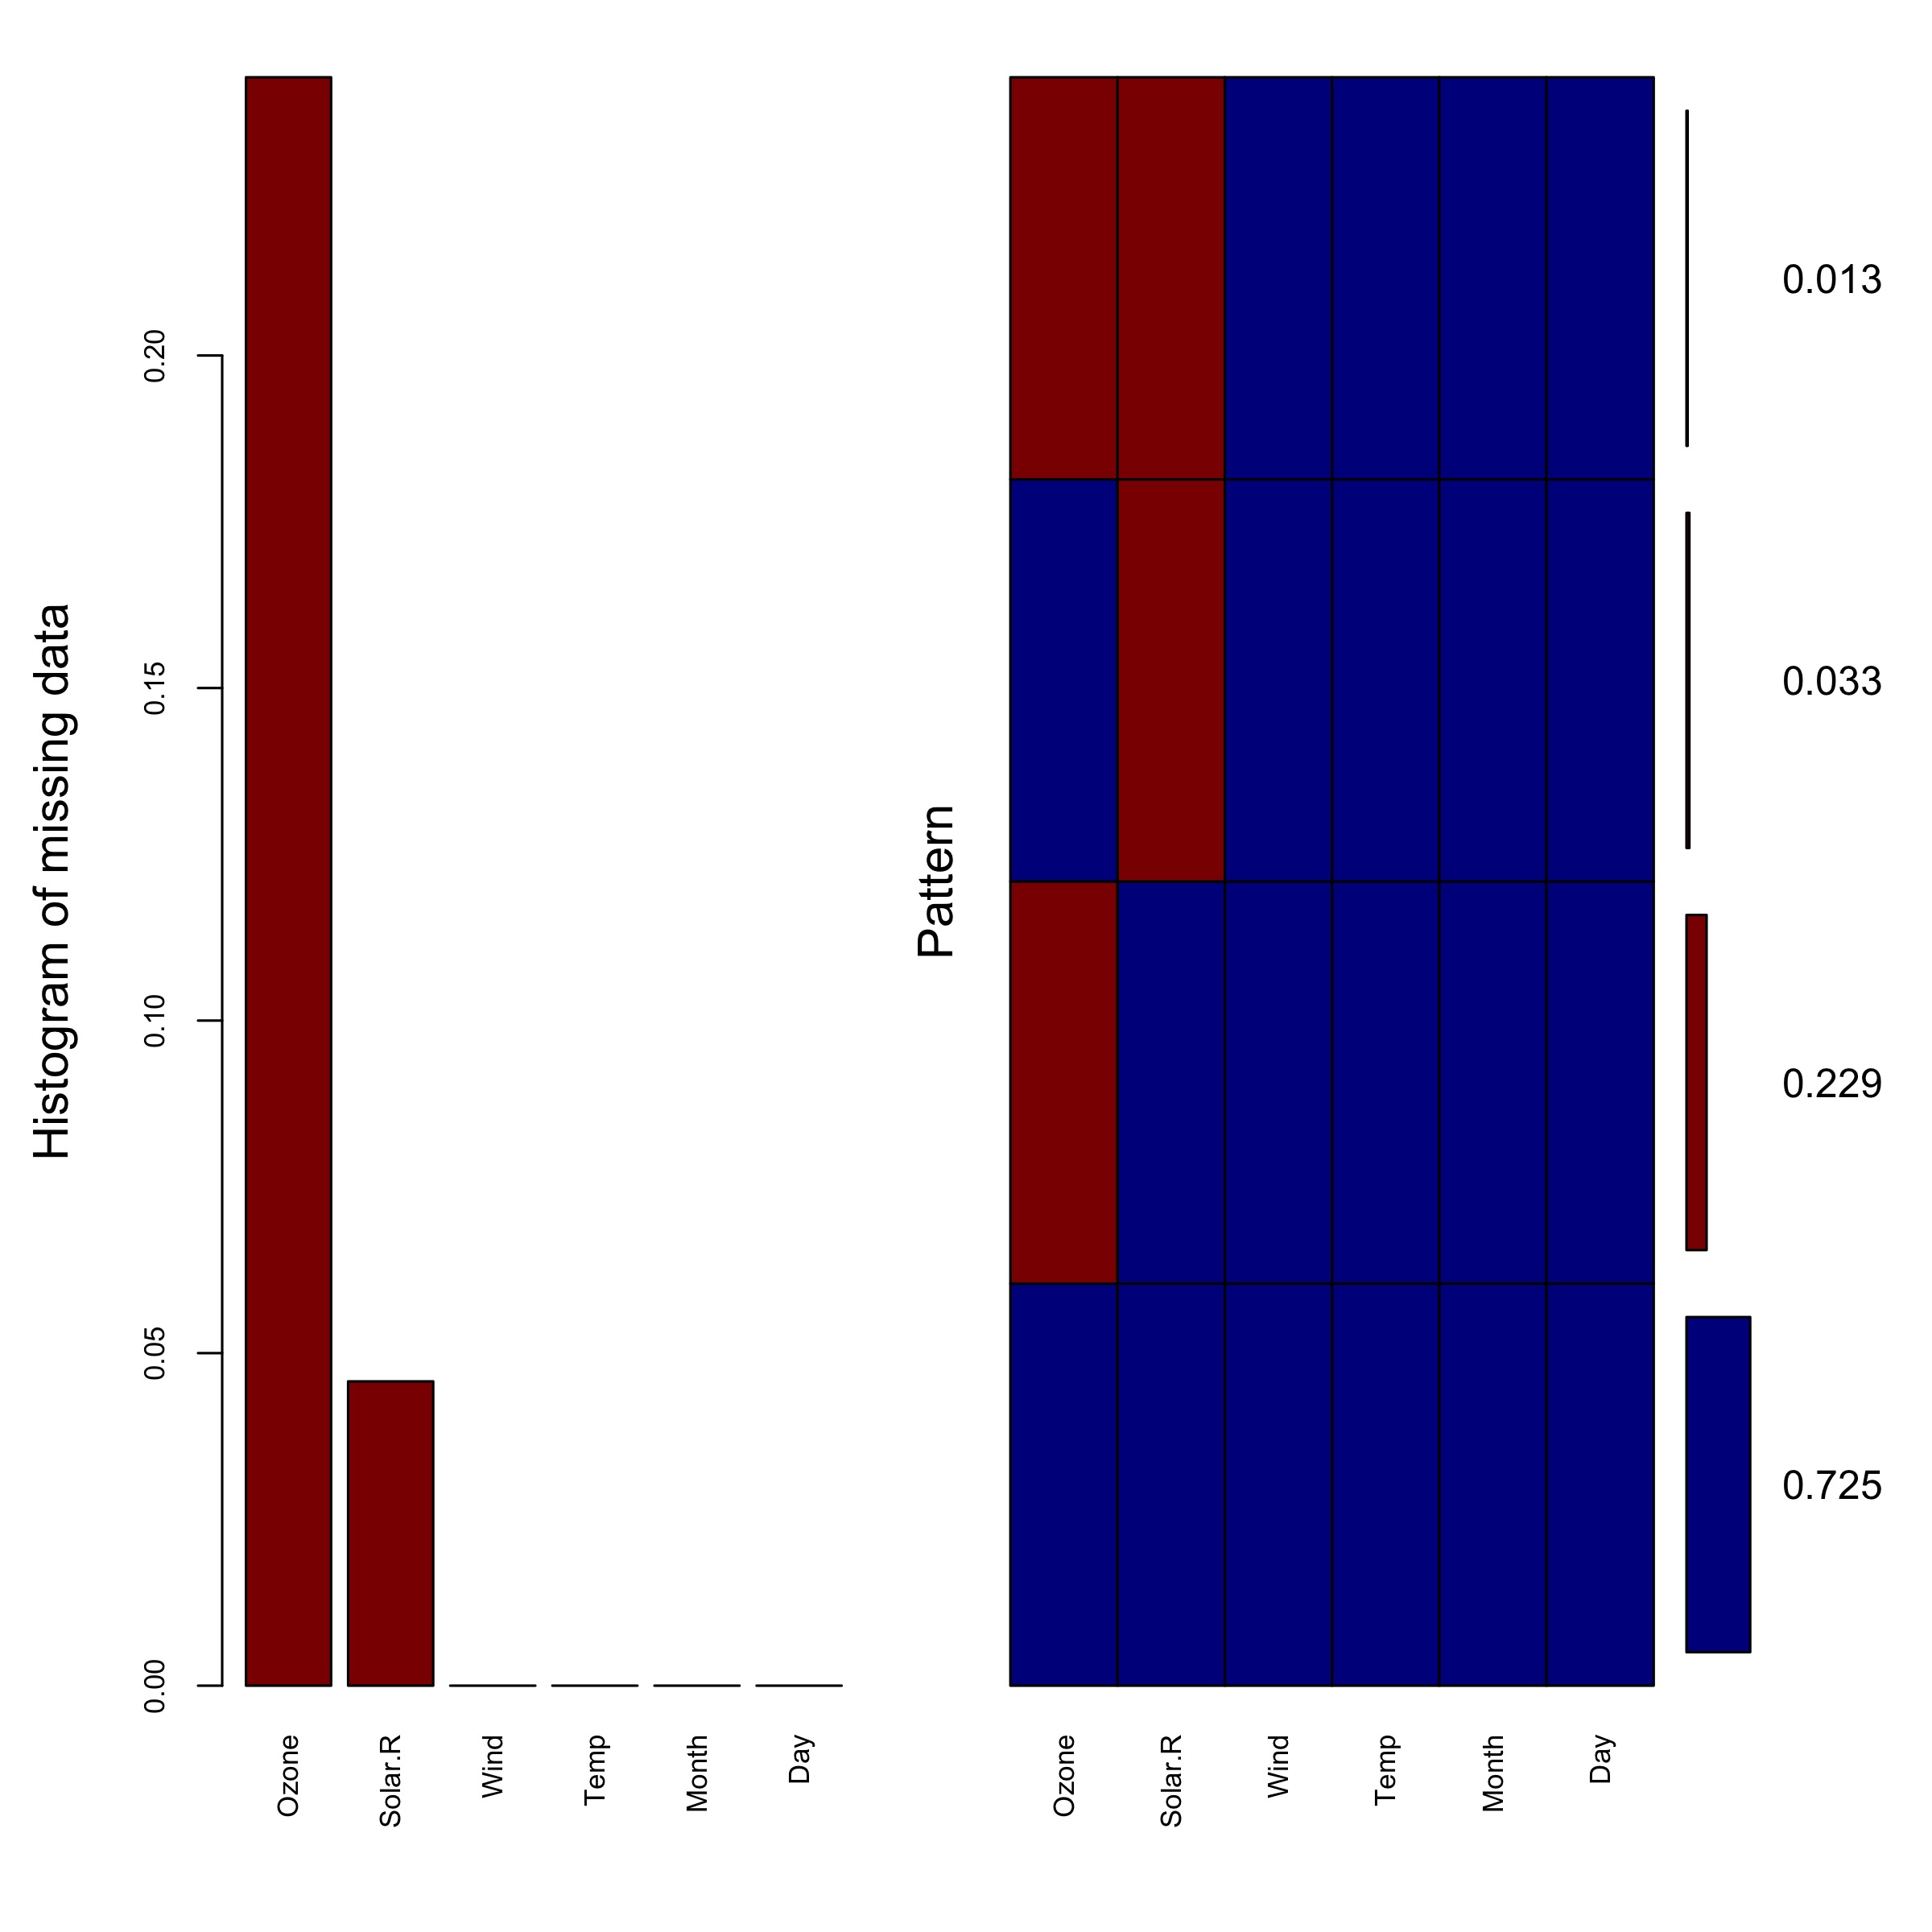 Histogram of missing data
0.00
0.05
0.10
0.15
0.20
Ozone
Solar.R
Wind
Temp
Month
Day
Pattern
Ozone
Solar.R
Wind
Temp
Month
Day
0.013
0.033
0.229
0.725